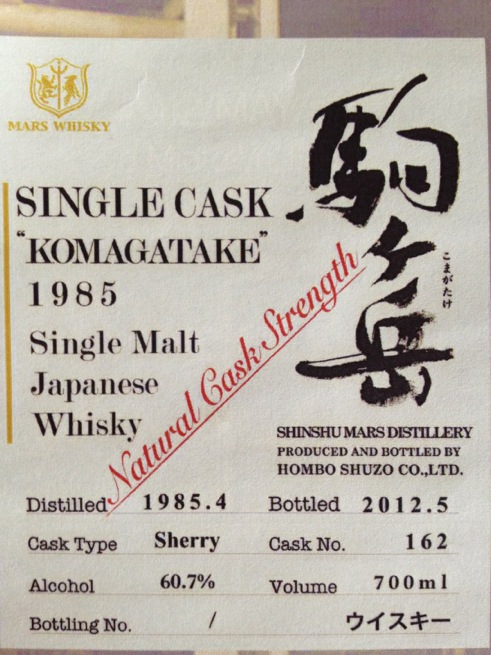 MARS WHISKY
駒ヶ岳
こまがたけ
SINGLE CASK
"KOMAGATAKE"
1985
Single Malt
Japanese
Whisky
Natural Cask Strength
SHINSHU MARS DISTILLERY
PRODUCED AND BOTTLED BY
HOMBO SHUZO CO.,LTD.
Distilled 1985.4 Bottled 2012.5
Cask Type Sherry Cask No. 162
Alcohol 60.7% Volume 700ml
Bottling No. / ウイスキー